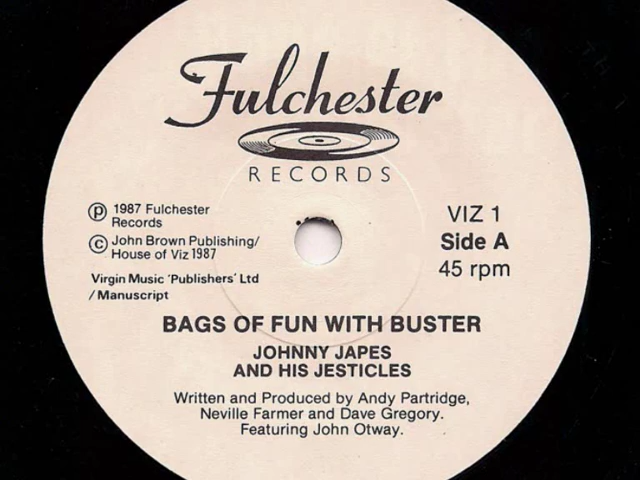 Fulchester
RECORDS
℗ 1987 Fulchester
Records
© John Brown Publishing/
House of Viz 1987
Virgin Music 'Publishers' Ltd
/Manuscript
VIZ 1
Side A
45 rpm
BAGS OF FUN WITH BUSTER
JOHNNY JAPES
AND HIS JESTICLES
Written and Produced by Andy Partridge,
Neville Farmer and Dave Gregory.
Featuring John Otway.